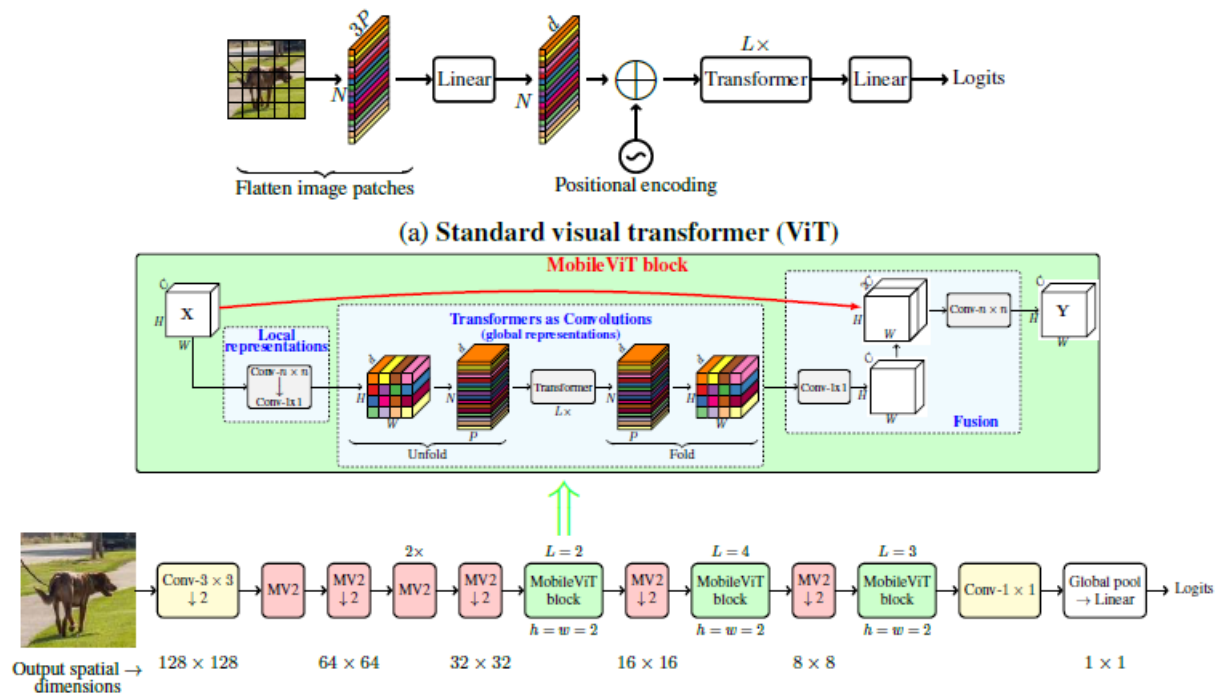 3P
N
Linear
d
N
L×
Transformer
Linear
Logits
Flatten image patches
Positional encoding
(a) Standard visual transformer (ViT)
MobileViT block
C
H
X
W
Local
representations
Conv-n × n
↓
Conv-1x1
Transformers as Convolutions
(global representations)
d
H
W
d
N
P
Transformer
L×
d
N
P
d
H
W
Unfold
Fold
Conv-1x1
C
H
W
2C
H
W
Conv-n × n
Fusion
C
H
Y
W
Conv-3 × 3
↓ 2
MV2
MV2
↓ 2
2×
MV2
MV2
↓ 2
L = 2
MobileViT
block
h = w = 2
MV2
↓ 2
L = 4
MobileViT
block
h = w = 2
MV2
↓ 2
L = 3
MobileViT
block
h = w = 2
Conv-1 × 1
Global pool
→ Linear
Logits
Output spatial →
dimensions
128 × 128
64 × 64
32 × 32
16 × 16
8 × 8
1 × 1